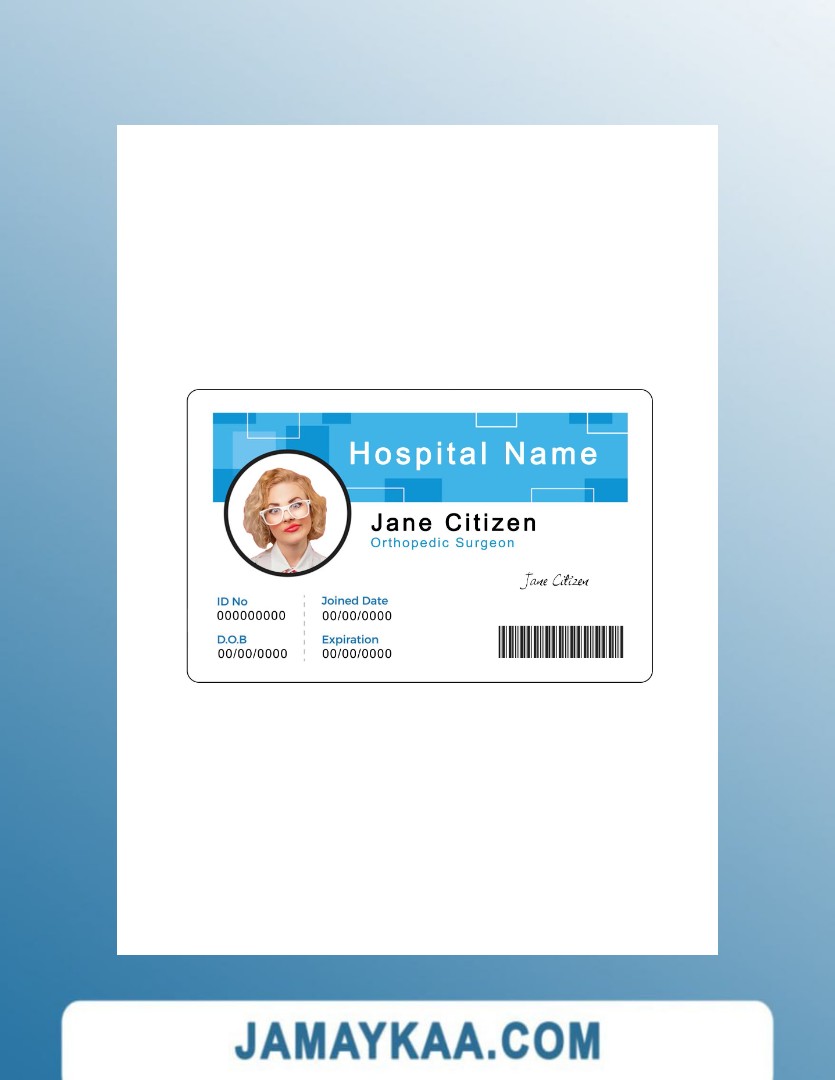 Hospital Name
Jane Citizen
Orthopedic Surgeon
Jane Citizen
ID No
000000000
Joined Date
00/00/0000
D.O.B
00/00/0000
Expiration
00/00/0000
JAMAYKAA.COM